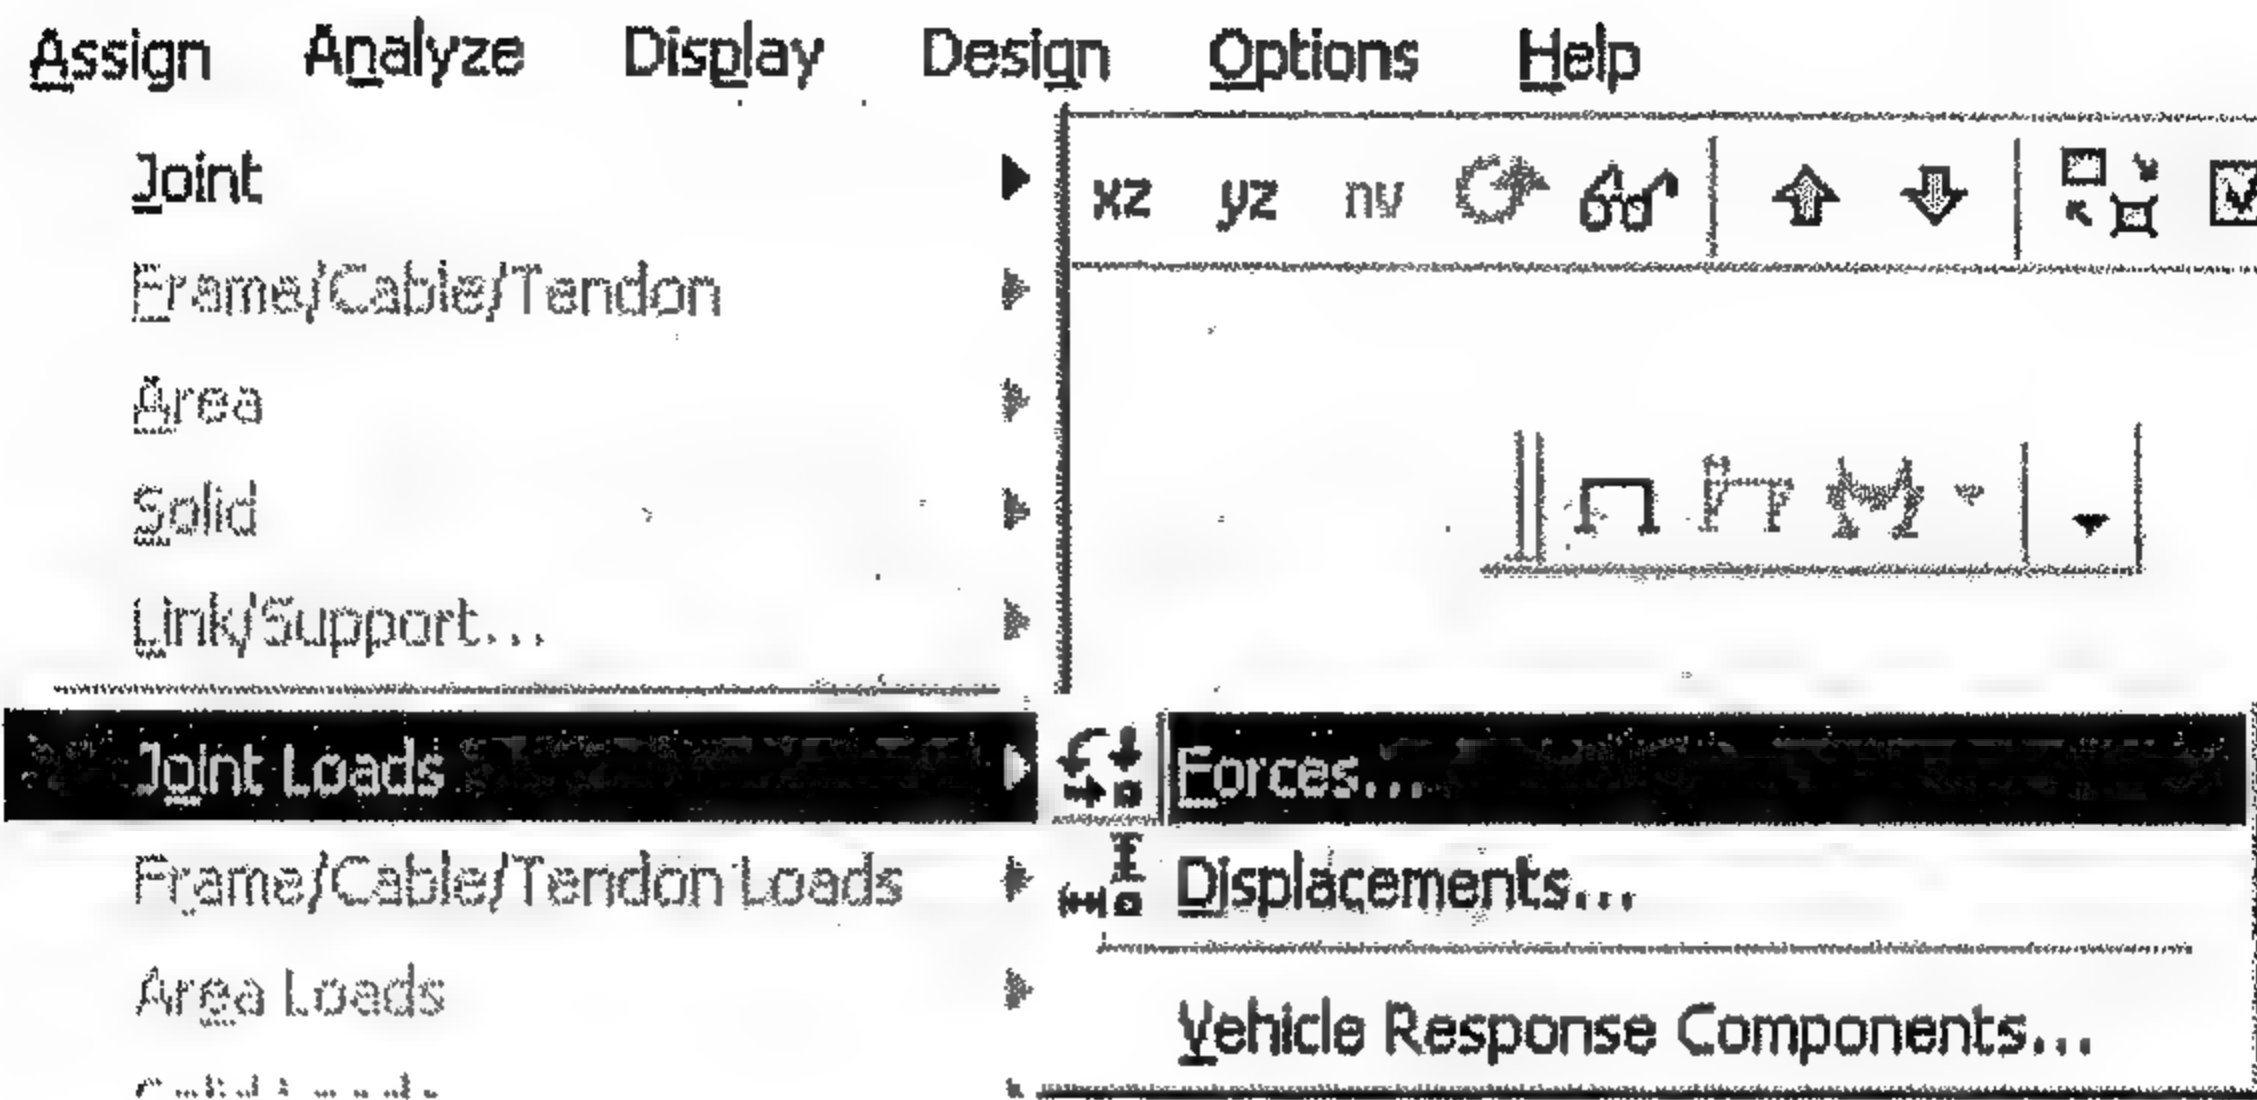 Assign Analyze Display Design Options Help
Joint
xz yz nv
Frame/Cable/Tendon
Area
Solid
Link/Support...
Joint Loads
Forces...
Frame/Cable/Tendon Loads
Displacements...
Area Loads
Vehicle Response Components...